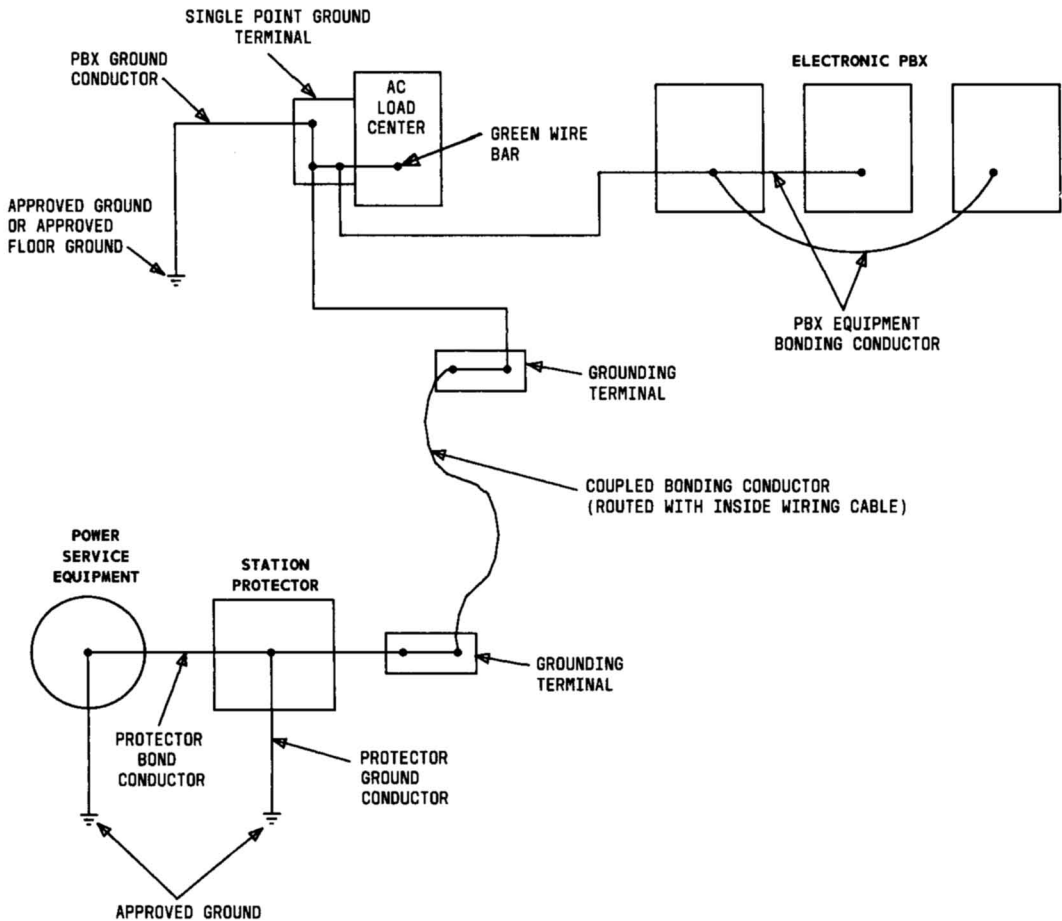 SINGLE POINT GROUND
TERMINAL
PBX GROUND
CONDUCTOR
AC
LOAD
CENTER
ELECTRONIC PBX
GREEN WIRE
BAR
APPROVED GROUND
OR APPROVED
FLOOR GROUND
PBX EQUIPMENT
BONDING CONDUCTOR
GROUNDING
TERMINAL
COUPLED BONDING CONDUCTOR
(ROUTED WITH INSIDE WIRING CABLE)
POWER
SERVICE
EQUIPMENT
STATION
PROTECTOR
GROUNDING
TERMINAL
PROTECTOR
BOND
CONDUCTOR
PROTECTOR
GROUND
CONDUCTOR
APPROVED GROUND